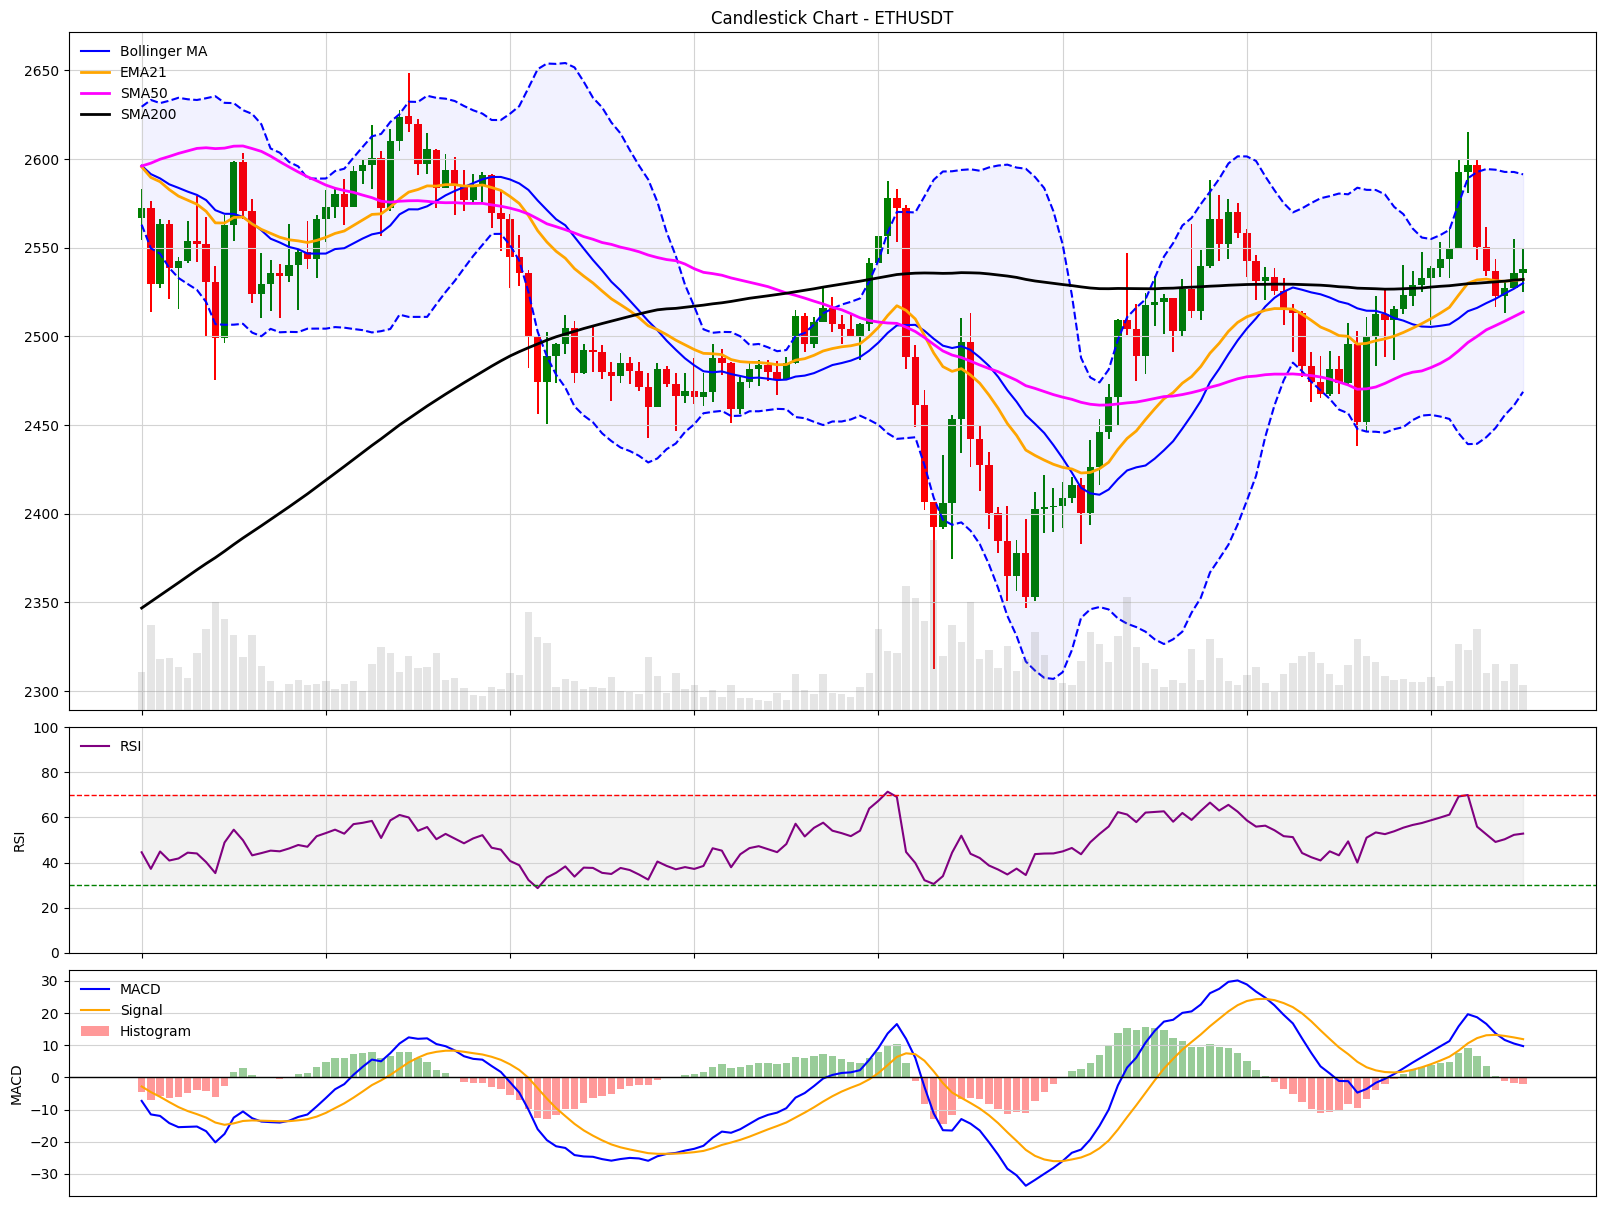 Candlestick Chart - ETHUSDT
Bollinger MA
EMA21
SMA50
SMA200
2650
2600
2550
2500
2450
2400
2350
2300
RSI
100
80
60
40
20
0
RSI
MACD
Signal
Histogram
30
20
10
0
−10
−20
−30
MACD